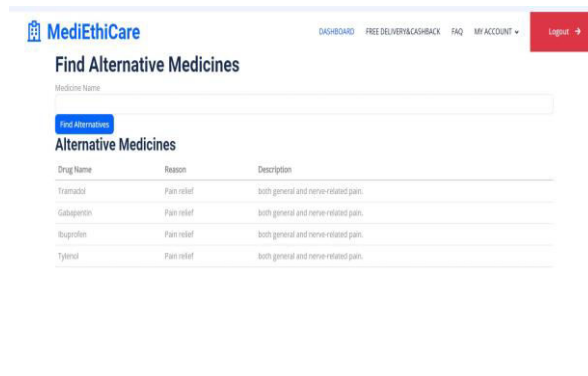 MediEthiCare
DASHBOARD FREE DELIVERY&CASHBACK FAQ MY ACCOUNT Logout
Find Alternative Medicines
Medicine Name
Find Alternatives
Alternative Medicines
Drug Name Reason Description
Tramadol Pain relief both general and nerve-related pain.
Gabapentin Pain relief both general and nerve-related pain.
Ibuprofen Pain relief both general and nerve-related pain.
Tylenol Pain relief both general and nerve-related pain.